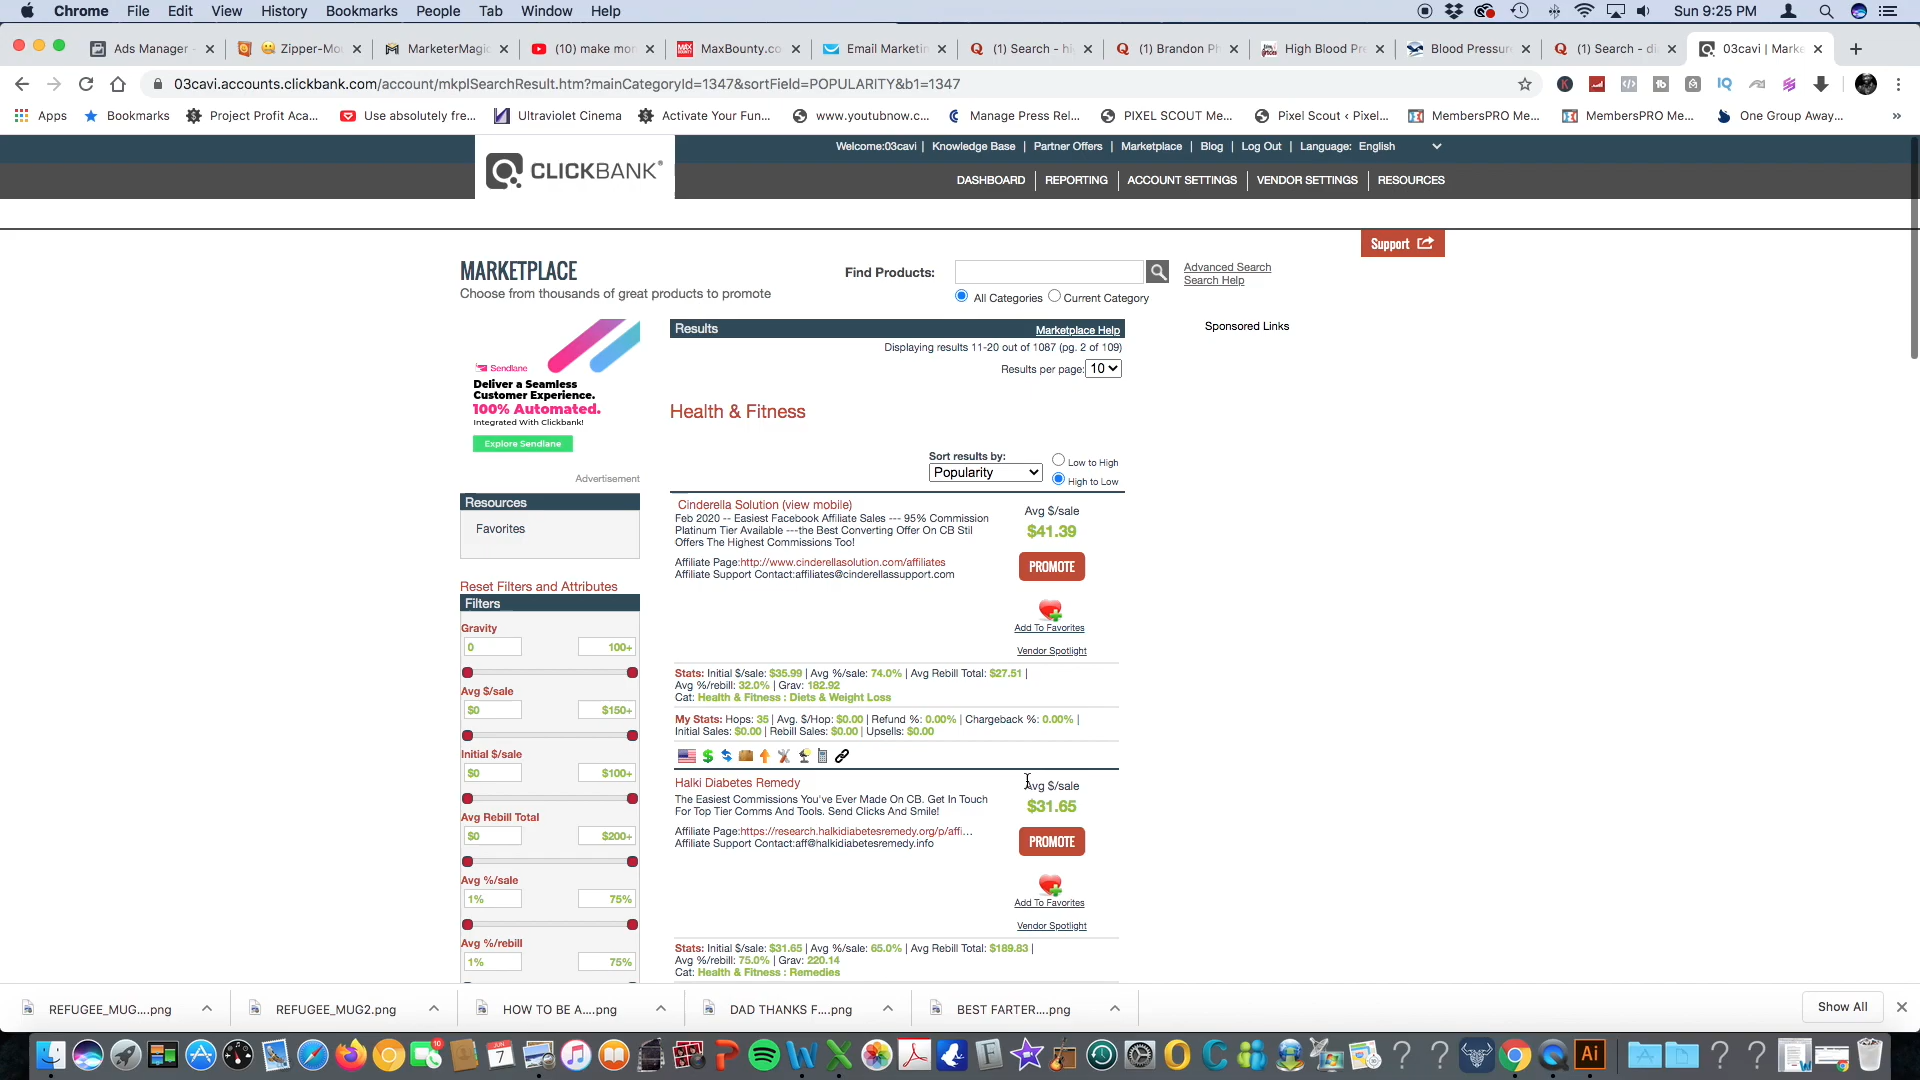 Chrome File Edit View History Bookmarks People Tab Window Help Sun 9:25 PM
Ads Manager Zipper-Mo MarketerMagic (10) make mon MaxBounty.co Email Marketin (1) Search - hi (1) Brandon Ph High Blood Pre Blood Pressur (1) Search - di 03cavi | Marke
03cavi.accounts.clickbank.com/account/mkplSearchResult.htm?mainCategoryId=1347&sortField=POPULARITY&b1=1347
Apps Bookmarks Project Profit Aca... Use absolutely fre... Ultraviolet Cinema Activate Your Fun... www.youtubnow.c... Manage Press Rel... PIXEL SCOUT Me... Pixel Scout ‹ Pixel... MembersPRO Me... MembersPRO Me... One Group Away...
Welcome:03cavi | Knowledge Base | Partner Offers | Marketplace | Blog | Log Out | Language: English
CLICKBANK
DASHBOARD REPORTING ACCOUNT SETTINGS VENDOR SETTINGS RESOURCES
Support
MARKETPLACE
Choose from thousands of great products to promote
Find Products:
Advanced Search
Search Help
All Categories Current Category
Sendlane
Deliver a Seamless
Customer Experience.
100% Automated.
Integrated With Clickbank!
Explore Sendlane
Advertisement
Resources
Favorites
Reset Filters and Attributes
Filters
Gravity
0 100+
Avg $/sale
$0 $150+
Initial $/sale
$0 $100+
Avg Rebill Total
$0 $200+
Avg %/sale
1% 75%
Avg %/rebill
1% 75%
Results Marketplace Help
Displaying results 11-20 out of 1087 (pg. 2 of 109)
Results per page: 10
Health & Fitness
Sort results by:
Popularity
Low to High
High to Low
Cinderella Solution (view mobile)
Feb 2020 -- Easiest Facebook Affiliate Sales --- 95% Commission
Platinum Tier Available ---the Best Converting Offer On CB Stil
Offers The Highest Commissions Too!
Affiliate Page:http://www.cinderellasolution.com/affiliates
Affiliate Support Contact:affiliates@cinderellassupport.com
Avg $/sale
$41.39
PROMOTE
Add To Favorites
Vendor Spotlight
Stats: Initial $/sale: $35.99 | Avg %/sale: 74.0% | Avg Rebill Total: $27.51 |
Avg %/rebill: 32.0% | Grav: 182.92
Cat: Health & Fitness : Diets & Weight Loss
My Stats: Hops: 35 | Avg. $/Hop: $0.00 | Refund %: 0.00% | Chargeback %: 0.00% |
Initial Sales: $0.00 | Rebill Sales: $0.00 | Upsells: $0.00
Halki Diabetes Remedy
The Easiest Commissions You've Ever Made On CB. Get In Touch
For Top Tier Comms And Tools. Send Clicks And Smile!
Affiliate Page:https://research.halkidiabetesremedy.org/p/affi...
Affiliate Support Contact:aff@halkidiabetesremedy.info
Avg $/sale
$31.65
PROMOTE
Add To Favorites
Vendor Spotlight
Stats: Initial $/sale: $31.65 | Avg %/sale: 65.0% | Avg Rebill Total: $189.83 |
Avg %/rebill: 75.0% | Grav: 220.14
Cat: Health & Fitness : Remedies
Sponsored Links
REFUGEE_MUG....png REFUGEE_MUG2.png HOW TO BE A....png DAD THANKS F....png BEST FARTER....png Show All